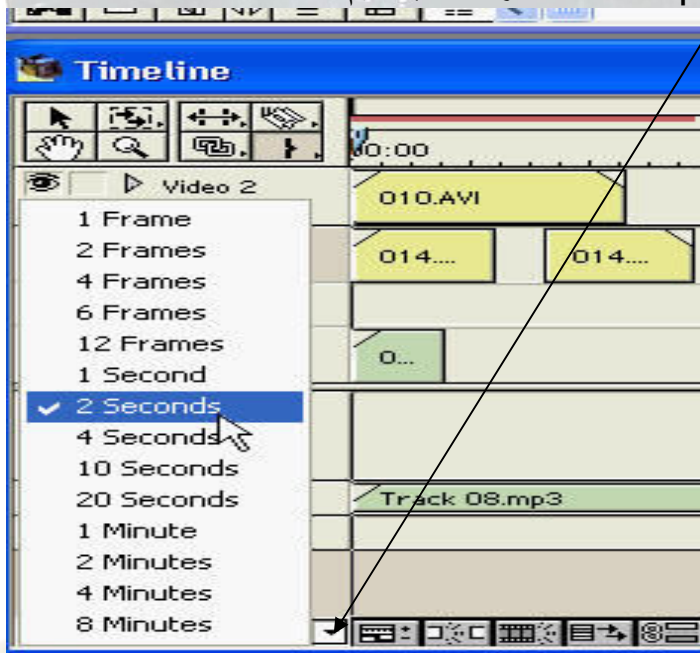 Timeline
00:00
Video 2
010.AVI
1 Frame
2 Frames
014....
014....
4 Frames
6 Frames
12 Frames
0...
1 Second
2 Seconds
4 Seconds
10 Seconds
20 Seconds
Track 08.mp3
1 Minute
2 Minutes
4 Minutes
8 Minutes